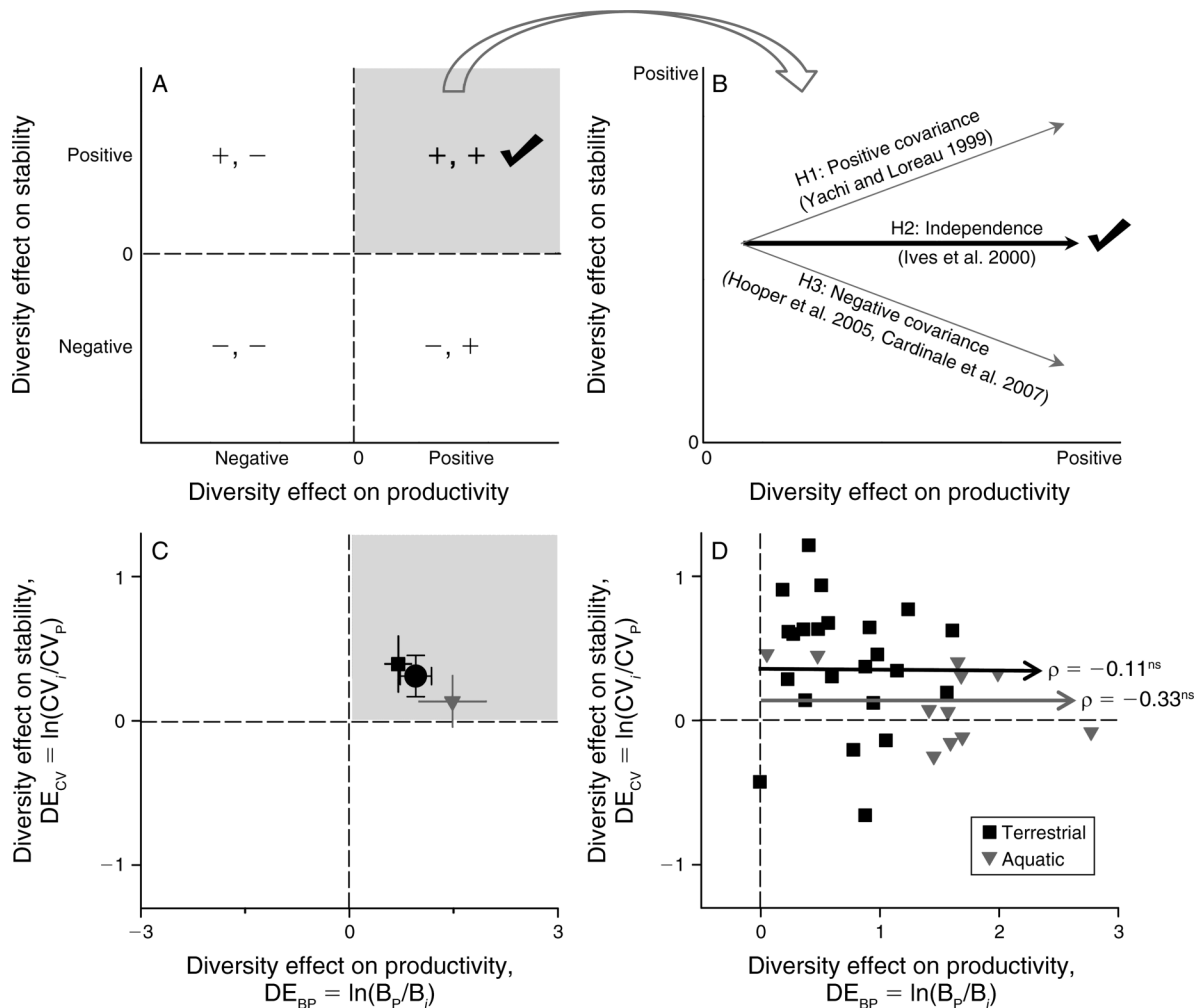 A
Diversity effect on stability
Positive
0
Negative
+, −
+, +
−, −
−, +
Negative
0
Positive
Diversity effect on productivity
B
Diversity effect on stability
Positive
0
H1: Positive covariance
(Yachi and Loreau 1999)
H2: Independence
(Ives et al. 2000)
H3: Negative covariance
(Hooper et al. 2005, Cardinale et al. 2007)
0
Positive
Diversity effect on productivity
C
Diversity effect on stability,
DE_CV = ln(CV_i/CV_P)
1
0
−1
−3
0
3
Diversity effect on productivity,
DE_BP = ln(B_P/B_i)
D
Diversity effect on stability,
DE_CV = ln(CV_i/CV_P)
1
0
−1
ρ = −0.11^ns
ρ = −0.33^ns
Terrestrial
Aquatic
0
1
2
3
Diversity effect on productivity,
DE_BP = ln(B_P/B_i)